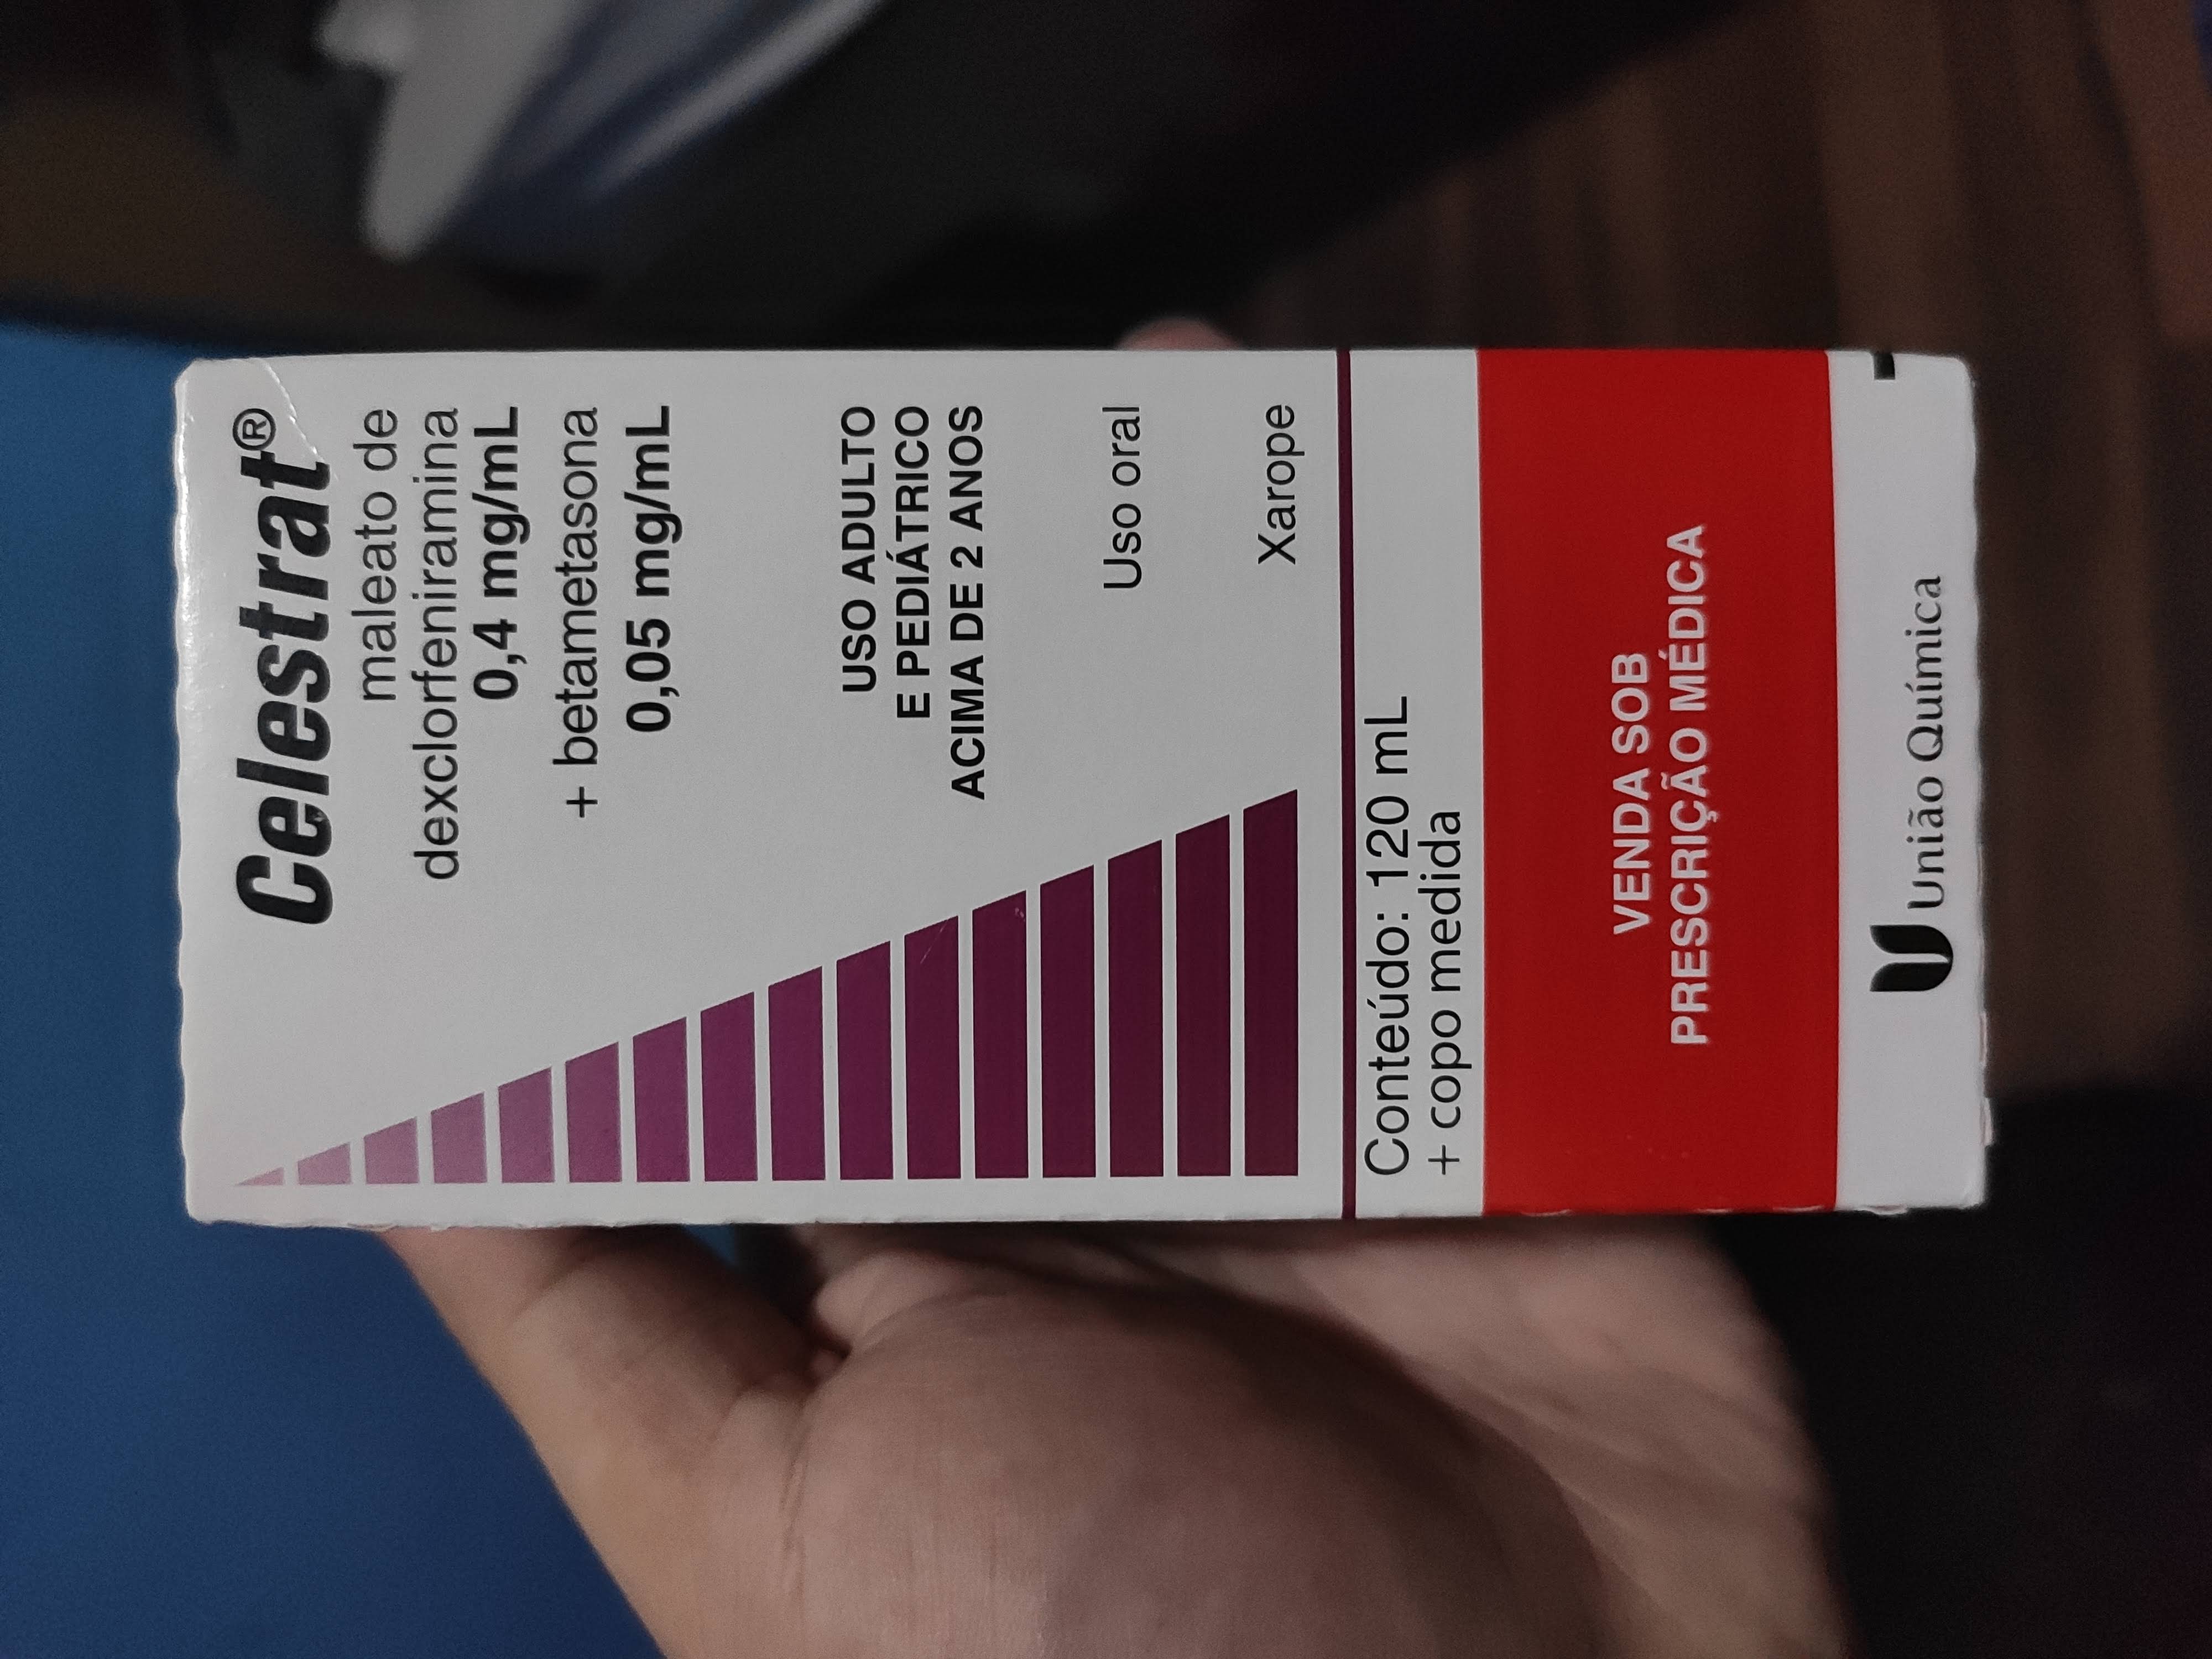 Celestrat®
maleato de
dexclorfeniramina
0,4 mg/mL
+ betametasona
0,05 mg/mL
USO ADULTO
E PEDIÁTRICO
ACIMA DE 2 ANOS
Uso oral
Xarope
Conteúdo: 120 mL
+ copo medida
VENDA SOB
PRESCRIÇÃO MÉDICA
União Química